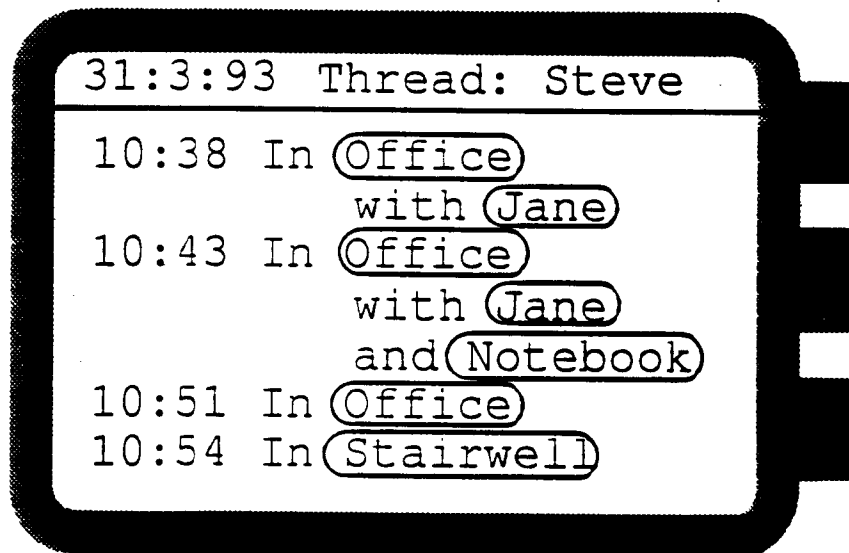 31:3:93 Thread: Steve
10:38 In Office
with Jane
10:43 In Office
with Jane
and Notebook
10:51 In Office
10:54 In Stairwell